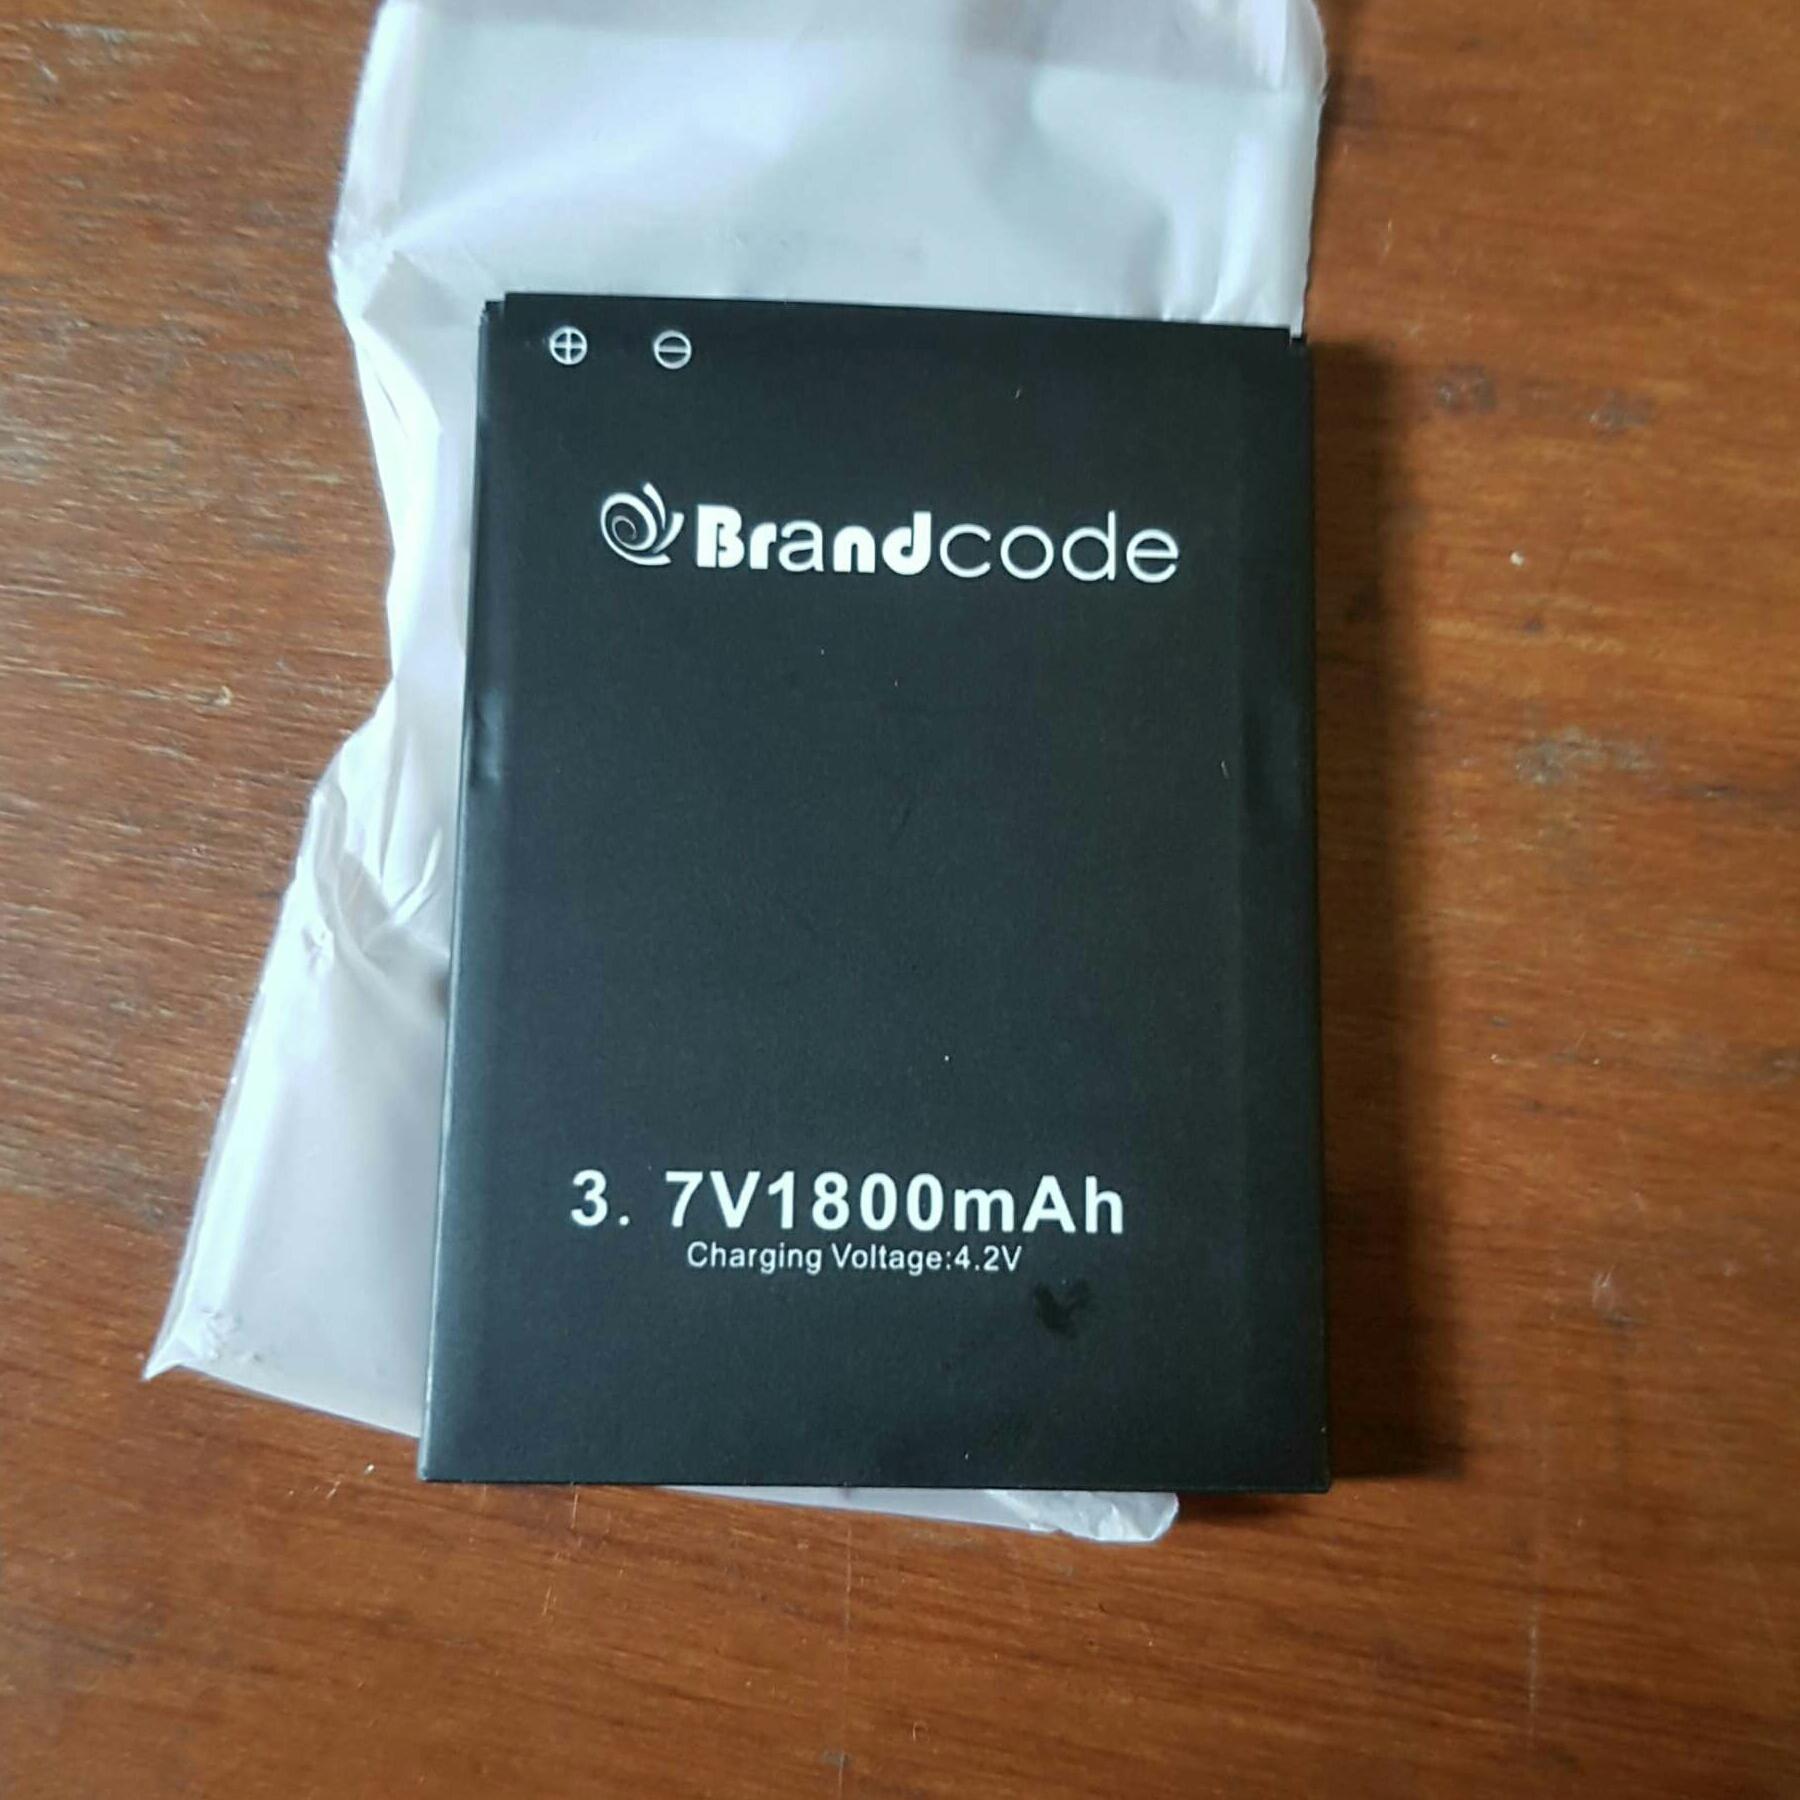 ⊕ ⊖
Brandcode
3. 7V1800mAh
Charging Voltage:4.2V